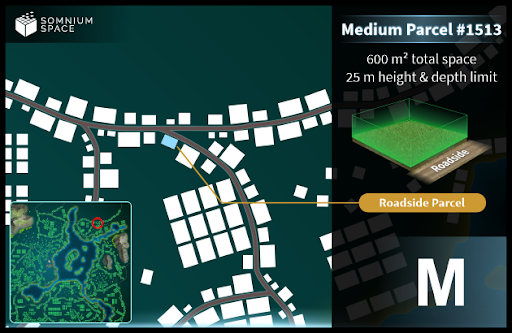 SOMNIUM
SPACE
Medium Parcel #1513
600 m² total space
25 m height & depth limit
Roadside
Roadside Parcel
M